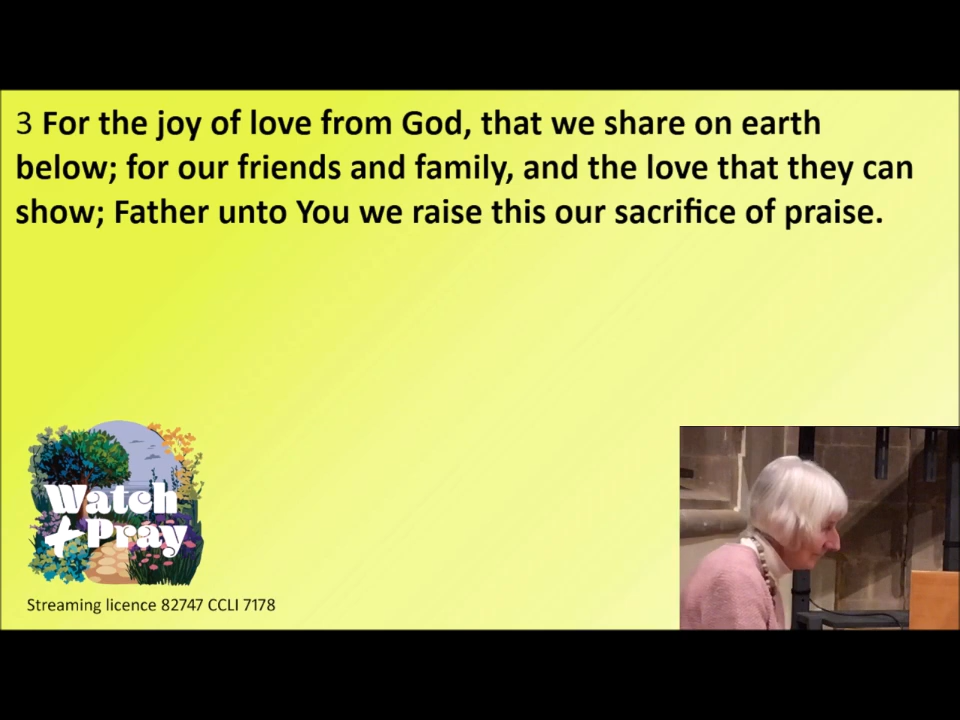 3 For the joy of love from God, that we share on earth
below; for our friends and family, and the love that they can
show; Father unto You we raise this our sacrifice of praise.
Watch
+Pray
Streaming licence 82747 CCLI 7178